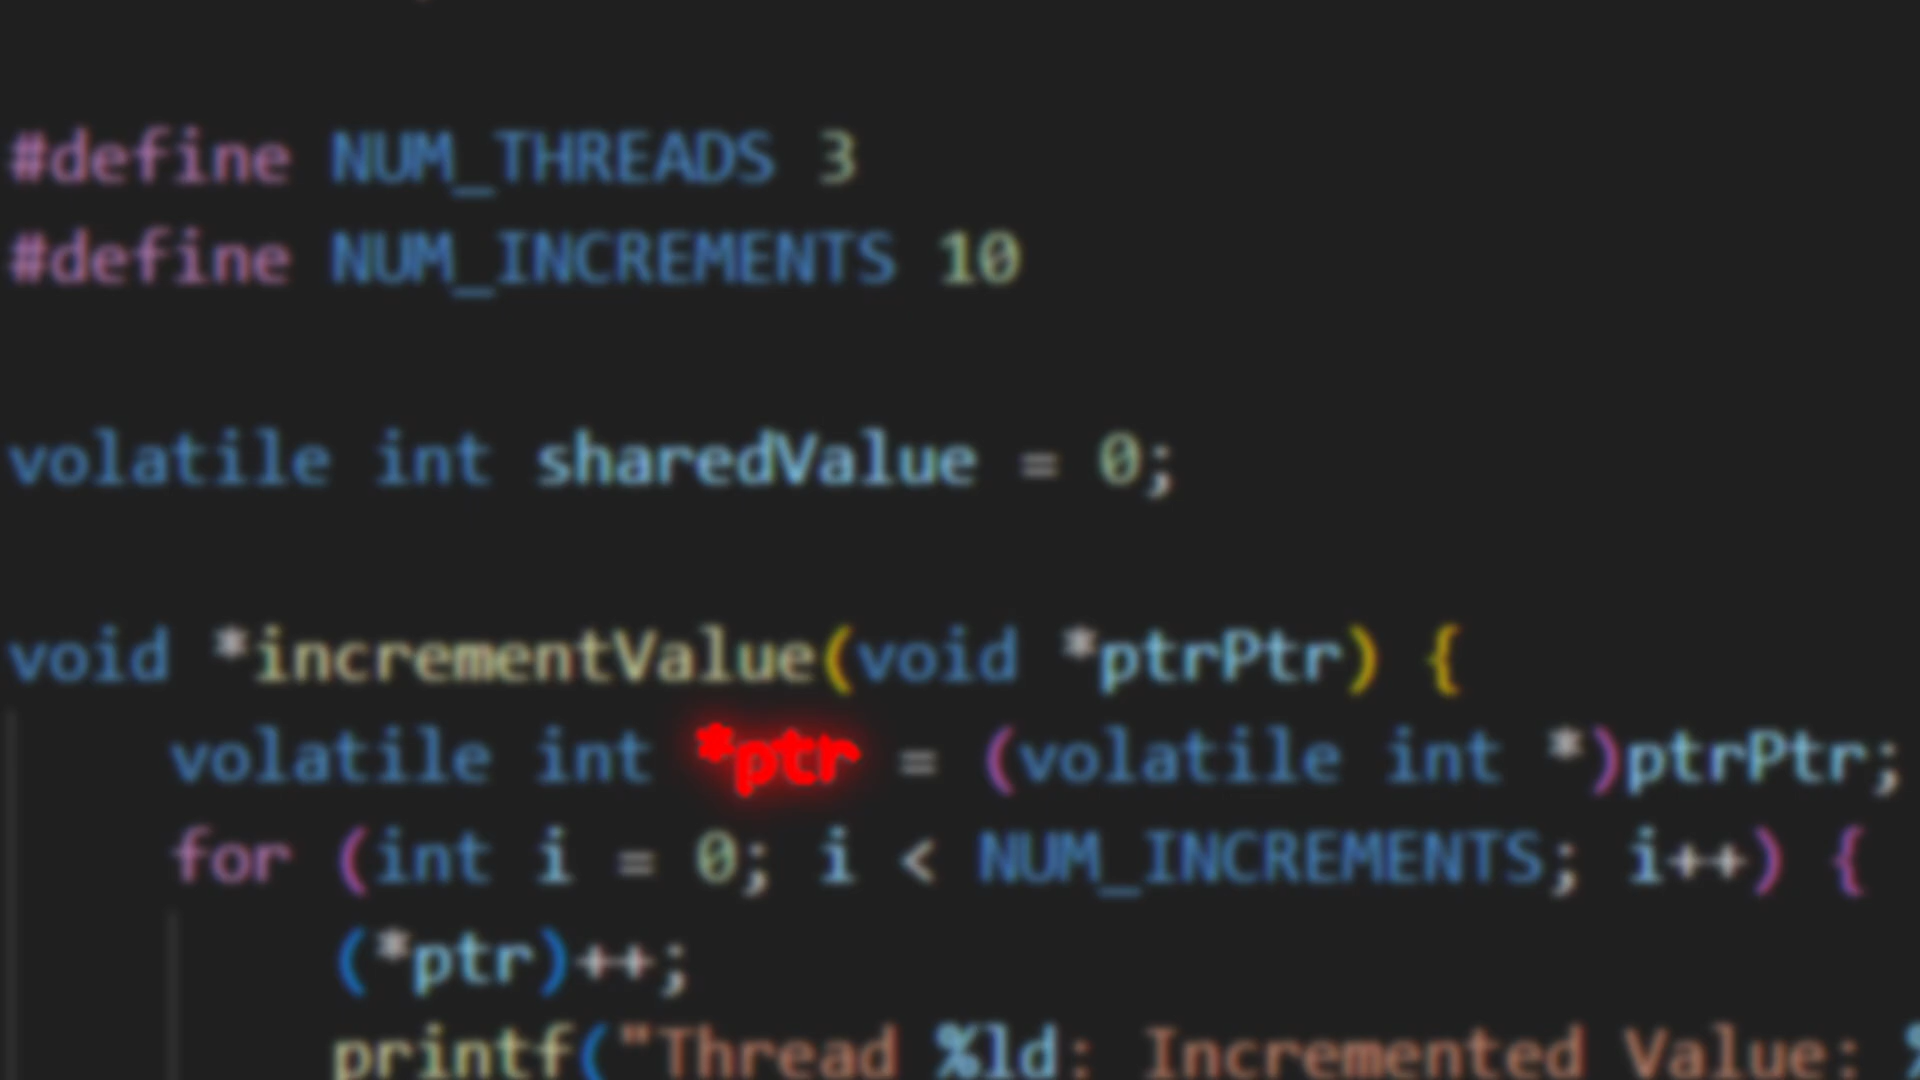 #define NUM_THREADS 3
#define NUM_INCREMENTS 10
volatile int sharedValue = 0;
void *incrementValue(void *ptrPtr) {
volatile int *ptr = (volatile int *)ptrPtr;
for (int i = 0; i < NUM_INCREMENTS; i++) {
(*ptr)++;
printf("Thread %ld: Incremented Value: %